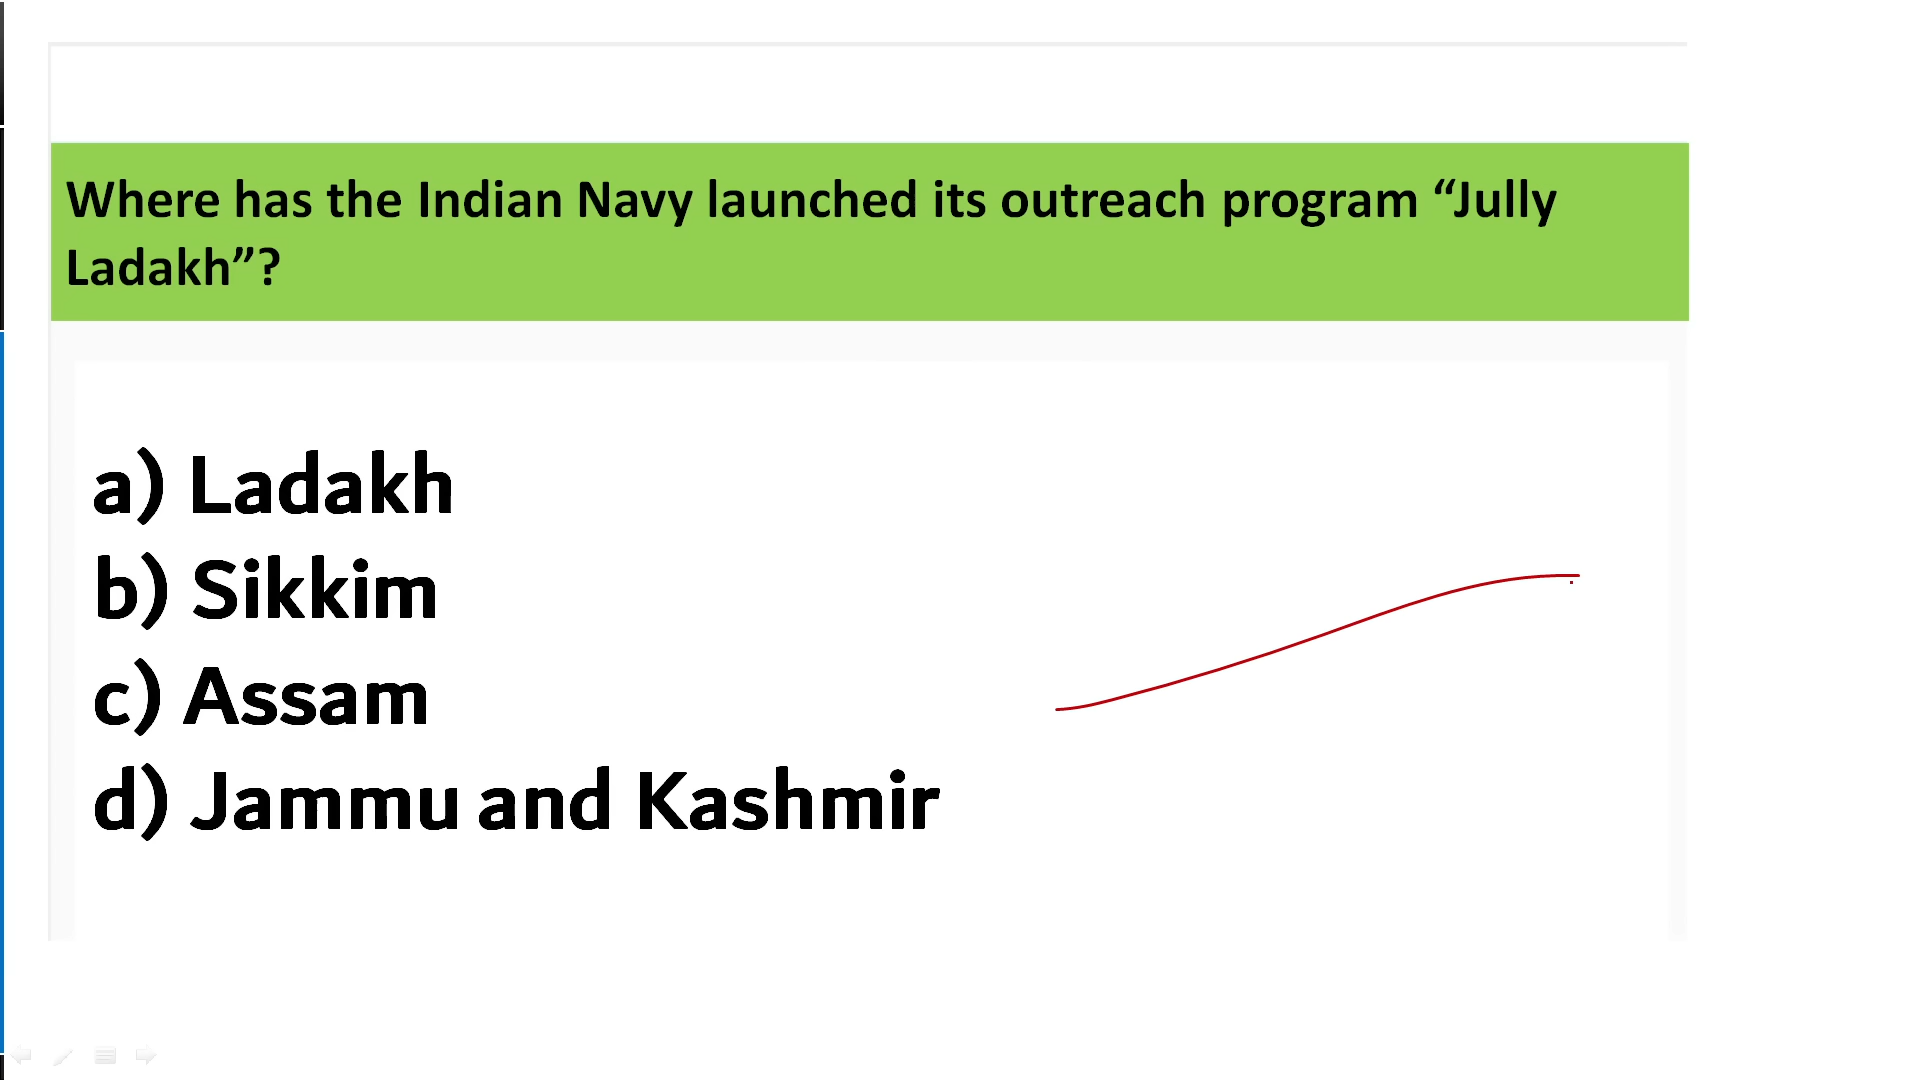 Where has the Indian Navy launched its outreach program “Jully
Ladakh”?
a) Ladakh
b) Sikkim
c) Assam
d) Jammu and Kashmir